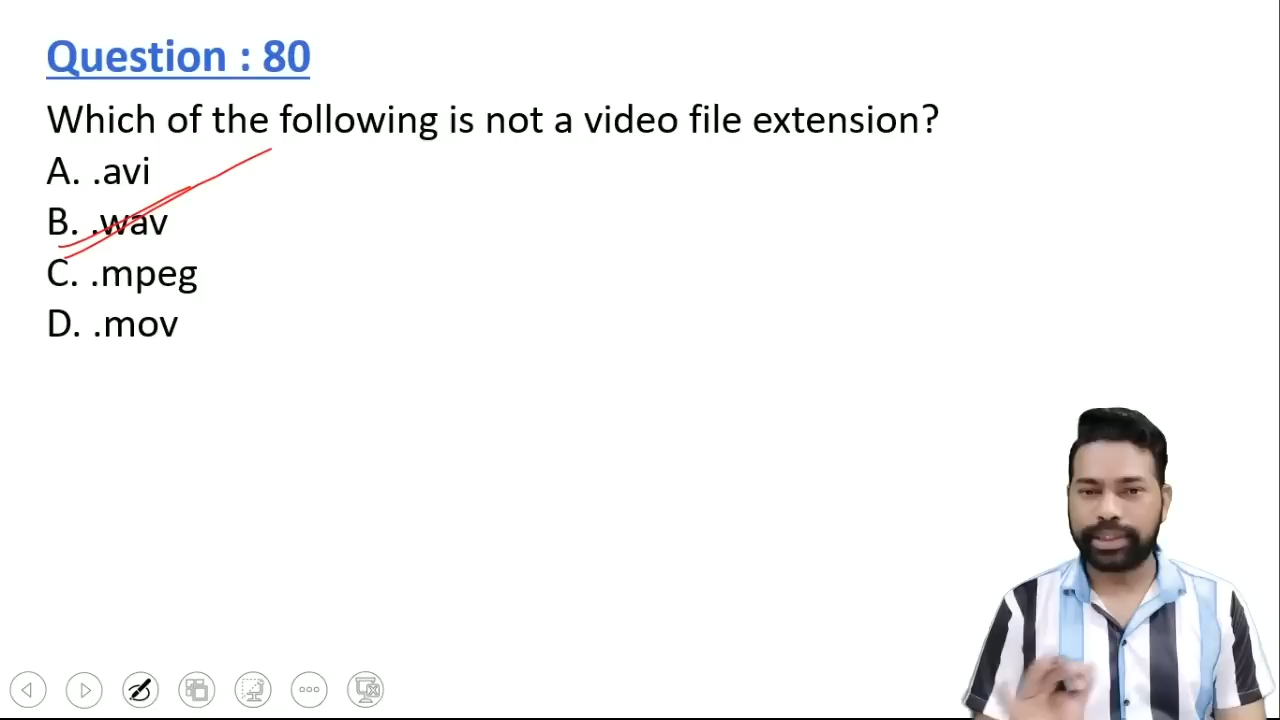 Question : 80
Which of the following is not a video file extension?
A. .avi
B. .wav
C. .mpeg
D. .mov